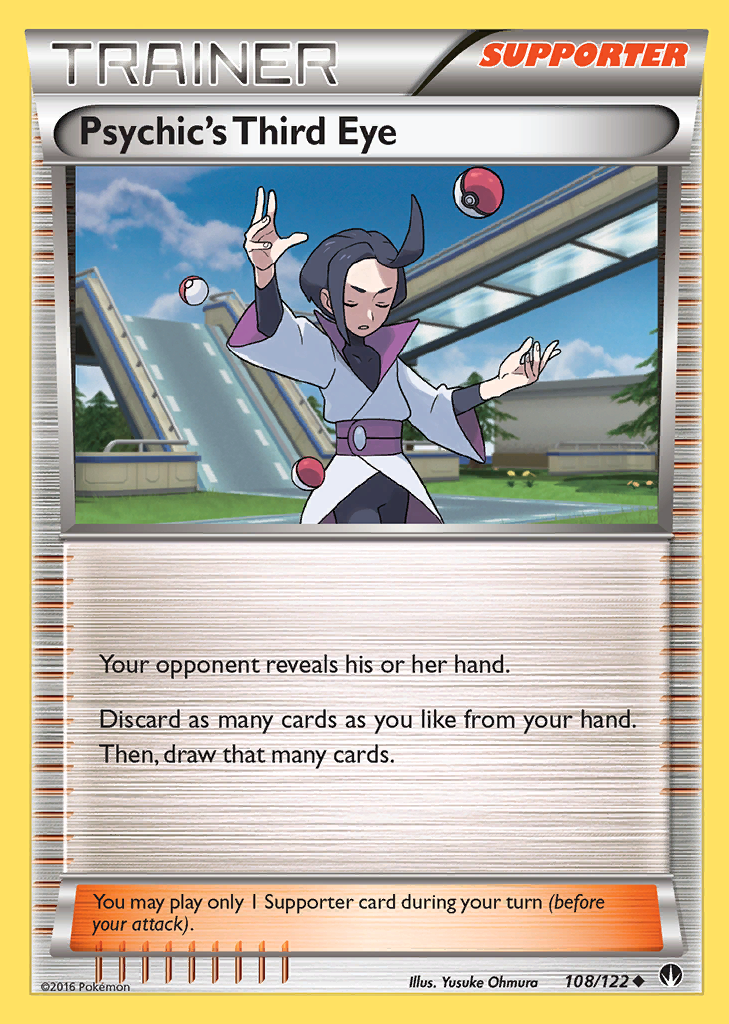 TRAINER
SUPPORTER
Psychic's Third Eye
Your opponent reveals his or her hand.
Discard as many cards as you like from your hand.
Then, draw that many cards.
You may play only 1 Supporter card during your turn (before
your attack).
©2016 Pokémon
Illus. Yusuke Ohmura
108/122